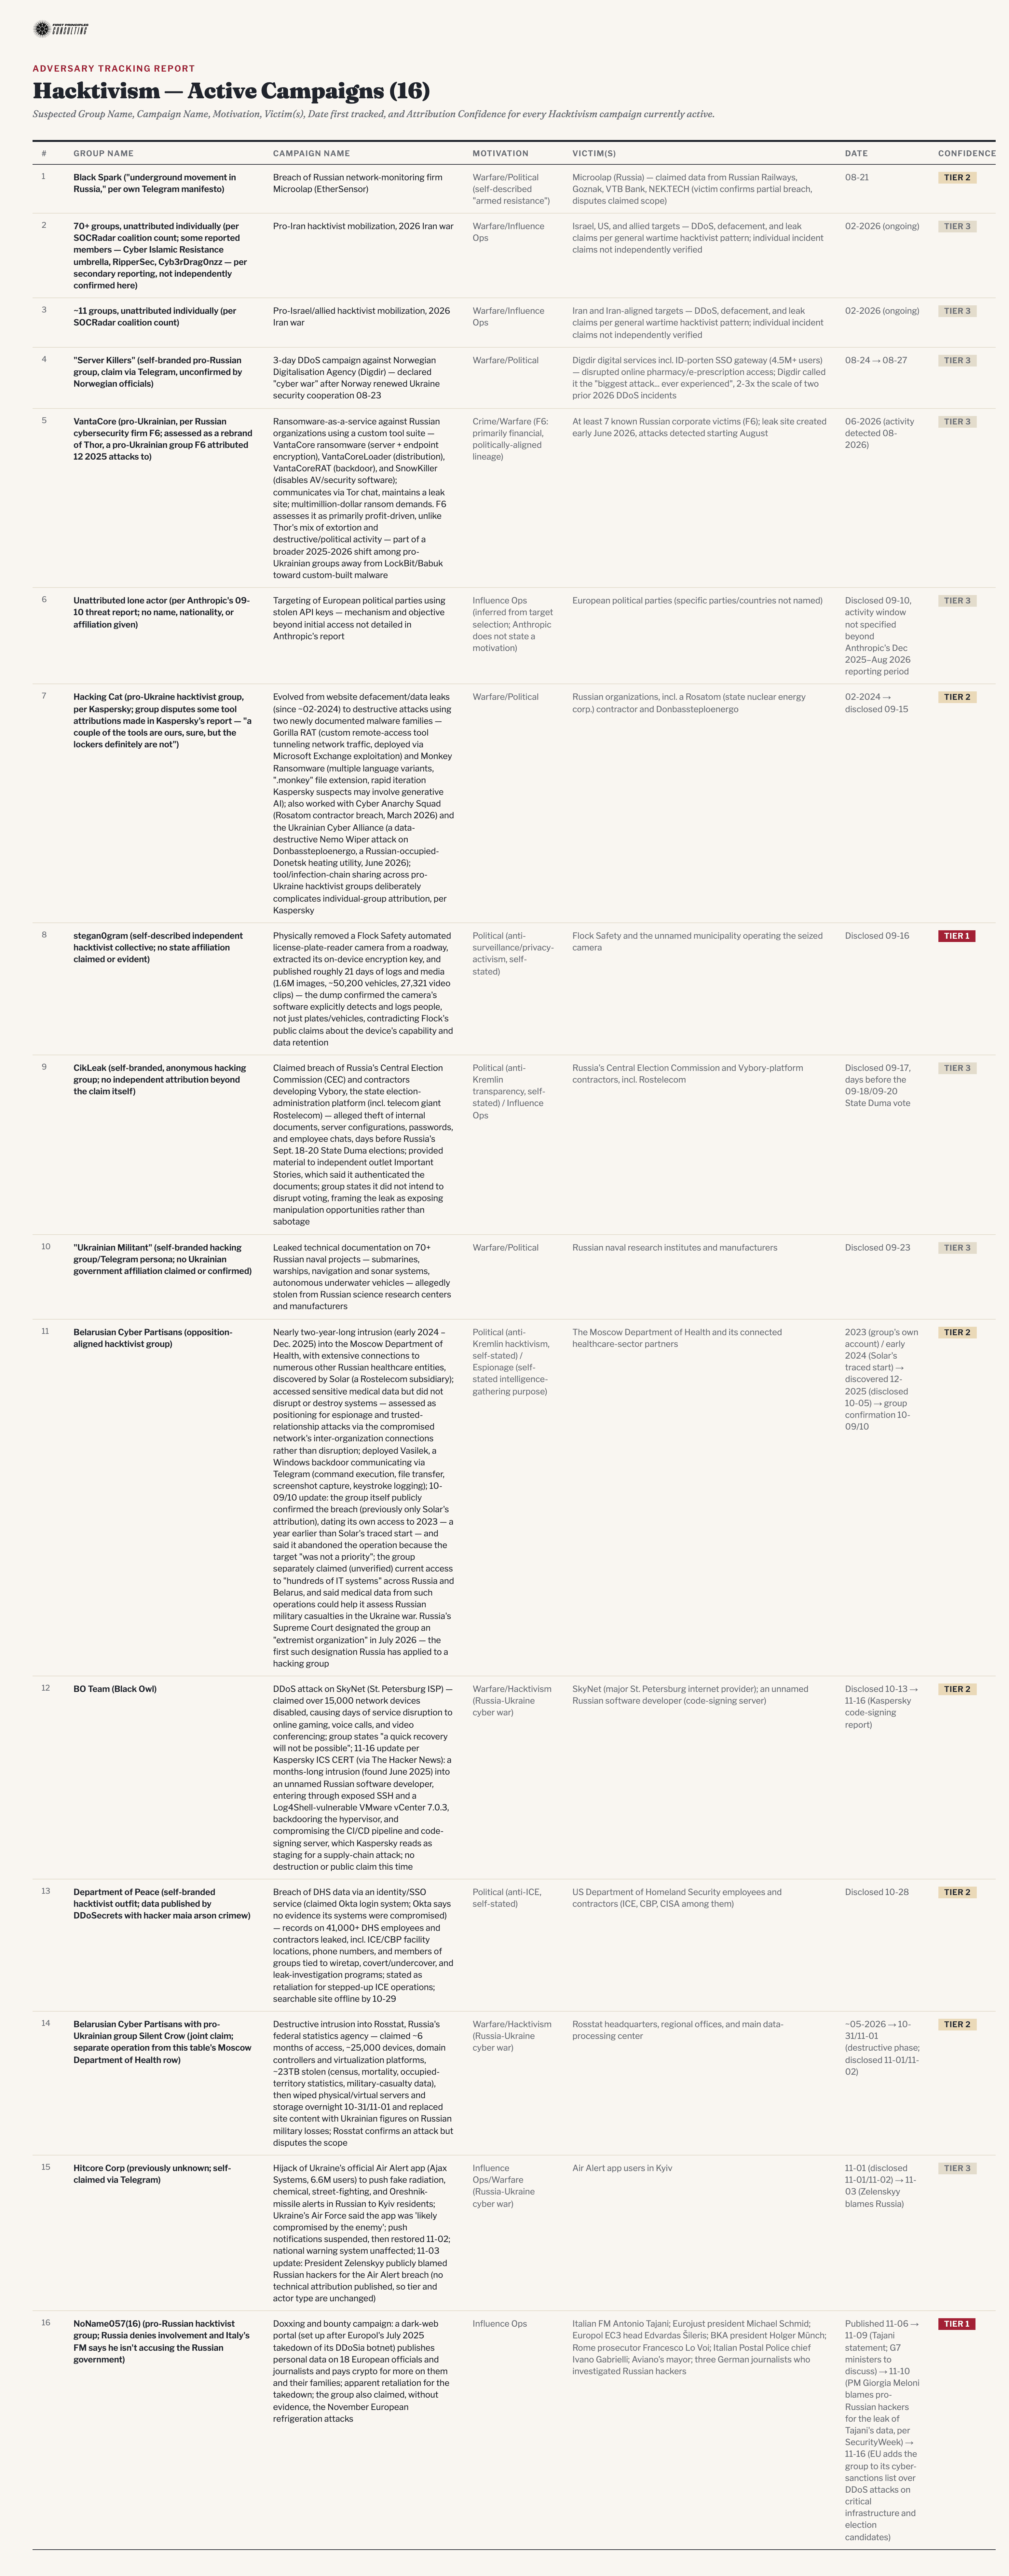 FIRST PRINCIPLES
CONSULTING
ADVERSARY TRACKING REPORT
Hacktivism — Active Campaigns (16)
Suspected Group Name, Campaign Name, Motivation, Victim(s), Date first tracked, and Attribution Confidence for every Hacktivism campaign currently active.
# GROUP NAME CAMPAIGN NAME MOTIVATION VICTIM(S) DATE CONFIDENCE
1
Black Spark ("underground movement in
Russia," per own Telegram manifesto)
Breach of Russian network-monitoring firm
Microolap (EtherSensor)
Warfare/Political
(self-described
"armed resistance")
Microolap (Russia) — claimed data from Russian Railways,
Goznak, VTB Bank, NEK.TECH (victim confirms partial breach,
disputes claimed scope)
08-21
TIER 2
2
70+ groups, unattributed individually (per
SOCRadar coalition count; some reported
members — Cyber Islamic Resistance
umbrella, RipperSec, Cyb3rDrag0nzz — per
secondary reporting, not independently
confirmed here)
Pro-Iran hacktivist mobilization, 2026 Iran war
Warfare/Influence
Ops
Israel, US, and allied targets — DDoS, defacement, and leak
claims per general wartime hacktivist pattern; individual incident
claims not independently verified
02-2026 (ongoing)
TIER 3
3
~11 groups, unattributed individually (per
SOCRadar coalition count)
Pro-Israel/allied hacktivist mobilization, 2026
Iran war
Warfare/Influence
Ops
Iran and Iran-aligned targets — DDoS, defacement, and leak
claims per general wartime hacktivist pattern; individual incident
claims not independently verified
02-2026 (ongoing)
TIER 3
4
"Server Killers" (self-branded pro-Russian
group, claim via Telegram, unconfirmed by
Norwegian officials)
3-day DDoS campaign against Norwegian
Digitalisation Agency (Digdir) — declared
"cyber war" after Norway renewed Ukraine
security cooperation 08-23
Warfare/Political
Digdir digital services incl. ID-porten SSO gateway (4.5M+ users)
— disrupted online pharmacy/e-prescription access; Digdir called
it the "biggest attack... ever experienced", 2-3x the scale of two
prior 2026 DDoS incidents
08-24 → 08-27
TIER 3
5
VantaCore (pro-Ukrainian, per Russian
cybersecurity firm F6; assessed as a rebrand
of Thor, a pro-Ukrainian group F6 attributed
12 2025 attacks to)
Ransomware-as-a-service against Russian
organizations using a custom tool suite —
VantaCore ransomware (server + endpoint
encryption), VantaCoreLoader (distribution),
VantaCoreRAT (backdoor), and SnowKiller
(disables AV/security software);
communicates via Tor chat, maintains a leak
site; multimillion-dollar ransom demands. F6
assesses it as primarily profit-driven, unlike
Thor's mix of extortion and
destructive/political activity — part of a
broader 2025-2026 shift among pro-
Ukrainian groups away from LockBit/Babuk
toward custom-built malware
Crime/Warfare (F6:
primarily financial,
politically-aligned
lineage)
At least 7 known Russian corporate victims (F6); leak site created
early June 2026, attacks detected starting August
06-2026 (activity
detected 08-
2026)
TIER 3
6
Unattributed lone actor (per Anthropic's 09-
10 threat report; no name, nationality, or
affiliation given)
Targeting of European political parties using
stolen API keys — mechanism and objective
beyond initial access not detailed in
Anthropic's report
Influence Ops
(inferred from target
selection; Anthropic
does not state a
motivation)
European political parties (specific parties/countries not named)
Disclosed 09-10,
activity window
not specified
beyond
Anthropic's Dec
2025–Aug 2026
reporting period
TIER 3
7
Hacking Cat (pro-Ukraine hacktivist group,
per Kaspersky; group disputes some tool
attributions made in Kaspersky's report — "a
couple of the tools are ours, sure, but the
lockers definitely are not")
Evolved from website defacement/data leaks
(since ~02-2024) to destructive attacks using
two newly documented malware families —
Gorilla RAT (custom remote-access tool
tunneling network traffic, deployed via
Microsoft Exchange exploitation) and Monkey
Ransomware (multiple language variants,
".monkey" file extension, rapid iteration
Kaspersky suspects may involve generative
AI); also worked with Cyber Anarchy Squad
(Rosatom contractor breach, March 2026) and
the Ukrainian Cyber Alliance (a data-
destructive Nemo Wiper attack on
Donbassteploenergo, a Russian-occupied-
Donetsk heating utility, June 2026);
tool/infection-chain sharing across pro-
Ukraine hacktivist groups deliberately
complicates individual-group attribution, per
Kaspersky
Warfare/Political
Russian organizations, incl. a Rosatom (state nuclear energy
corp.) contractor and Donbassteploenergo
02-2024 →
disclosed 09-15
TIER 2
8
stegan0gram (self-described independent
hacktivist collective; no state affiliation
claimed or evident)
Physically removed a Flock Safety automated
license-plate-reader camera from a roadway,
extracted its on-device encryption key, and
published roughly 21 days of logs and media
(1.6M images, ~50,200 vehicles, 27,321 video
clips) — the dump confirmed the camera's
software explicitly detects and logs people,
not just plates/vehicles, contradicting Flock's
public claims about the device's capability and
data retention
Political (anti-
surveillance/privacy-
activism, self-
stated)
Flock Safety and the unnamed municipality operating the seized
camera
Disclosed 09-16
TIER 1
9
CikLeak (self-branded, anonymous hacking
group; no independent attribution beyond
the claim itself)
Claimed breach of Russia's Central Election
Commission (CEC) and contractors
developing Vybory, the state election-
administration platform (incl. telecom giant
Rostelecom) — alleged theft of internal
documents, server configurations, passwords,
and employee chats, days before Russia's
Sept. 18-20 State Duma elections; provided
material to independent outlet Important
Stories, which said it authenticated the
documents; group states it did not intend to
disrupt voting, framing the leak as exposing
manipulation opportunities rather than
sabotage
Political (anti-
Kremlin
transparency, self-
stated) / Influence
Ops
Russia's Central Election Commission and Vybory-platform
contractors, incl. Rostelecom
Disclosed 09-17,
days before the
09-18/09-20
State Duma vote
TIER 3
10
"Ukrainian Militant" (self-branded hacking
group/Telegram persona; no Ukrainian
government affiliation claimed or confirmed)
Leaked technical documentation on 70+
Russian naval projects — submarines,
warships, navigation and sonar systems,
autonomous underwater vehicles — allegedly
stolen from Russian science research centers
and manufacturers
Warfare/Political
Russian naval research institutes and manufacturers
Disclosed 09-23
TIER 3
11
Belarusian Cyber Partisans (opposition-
aligned hacktivist group)
Nearly two-year-long intrusion (early 2024 –
Dec. 2025) into the Moscow Department of
Health, with extensive connections to
numerous other Russian healthcare entities,
discovered by Solar (a Rostelecom subsidiary);
accessed sensitive medical data but did not
disrupt or destroy systems — assessed as
positioning for espionage and trusted-
relationship attacks via the compromised
network's inter-organization connections
rather than disruption; deployed Vasilek, a
Windows backdoor communicating via
Telegram (command execution, file transfer,
screenshot capture, keystroke logging); 10-
09/10 update: the group itself publicly
confirmed the breach (previously only Solar's
attribution), dating its own access to 2023 — a
year earlier than Solar's traced start — and
said it abandoned the operation because the
target "was not a priority"; the group
separately claimed (unverified) current access
to "hundreds of IT systems" across Russia and
Belarus, and said medical data from such
operations could help it assess Russian
military casualties in the Ukraine war. Russia's
Supreme Court designated the group an
"extremist organization" in July 2026 — the
first such designation Russia has applied to a
hacking group
Political (anti-
Kremlin hacktivism,
self-stated) /
Espionage (self-
stated intelligence-
gathering purpose)
The Moscow Department of Health and its connected
healthcare-sector partners
2023 (group's own
account) / early
2024 (Solar's
traced start) →
discovered 12-
2025 (disclosed
10-05) → group
confirmation 10-
09/10
TIER 2
12
BO Team (Black Owl)
DDoS attack on SkyNet (St. Petersburg ISP) —
claimed over 15,000 network devices
disabled, causing days of service disruption to
online gaming, voice calls, and video
conferencing; group states "a quick recovery
will not be possible"; 11-16 update per
Kaspersky ICS CERT (via The Hacker News): a
months-long intrusion (found June 2025) into
an unnamed Russian software developer,
entering through exposed SSH and a
Log4Shell-vulnerable VMware vCenter 7.0.3,
backdooring the hypervisor, and
compromising the CI/CD pipeline and code-
signing server, which Kaspersky reads as
staging for a supply-chain attack; no
destruction or public claim this time
Warfare/Hacktivism
(Russia-Ukraine
cyber war)
SkyNet (major St. Petersburg internet provider); an unnamed
Russian software developer (code-signing server)
Disclosed 10-13 →
11-16 (Kaspersky
code-signing
report)
TIER 2
13
Department of Peace (self-branded
hacktivist outfit; data published by
DDoSecrets with hacker maia arson crimew)
Breach of DHS data via an identity/SSO
service (claimed Okta login system; Okta says
no evidence its systems were compromised)
— records on 41,000+ DHS employees and
contractors leaked, incl. ICE/CBP facility
locations, phone numbers, and members of
groups tied to wiretap, covert/undercover, and
leak-investigation programs; stated as
retaliation for stepped-up ICE operations;
searchable site offline by 10-29
Political (anti-ICE,
self-stated)
US Department of Homeland Security employees and
contractors (ICE, CBP, CISA among them)
Disclosed 10-28
TIER 2
14
Belarusian Cyber Partisans with pro-
Ukrainian group Silent Crow (joint claim;
separate operation from this table's Moscow
Department of Health row)
Destructive intrusion into Rosstat, Russia's
federal statistics agency — claimed ~6
months of access, ~25,000 devices, domain
controllers and virtualization platforms,
~23TB stolen (census, mortality, occupied-
territory statistics, military-casualty data),
then wiped physical/virtual servers and
storage overnight 10-31/11-01 and replaced
site content with Ukrainian figures on Russian
military losses; Rosstat confirms an attack but
disputes the scope
Warfare/Hacktivism
(Russia-Ukraine
cyber war)
Rosstat headquarters, regional offices, and main data-
processing center
~05-2026 → 10-
31/11-01
(destructive phase;
disclosed 11-01/11-
02)
TIER 2
15
Hitcore Corp (previously unknown; self-
claimed via Telegram)
Hijack of Ukraine's official Air Alert app (Ajax
Systems, 6.6M users) to push fake radiation,
chemical, street-fighting, and Oreshnik-
missile alerts in Russian to Kyiv residents;
Ukraine's Air Force said the app was 'likely
compromised by the enemy'; push
notifications suspended, then restored 11-02;
national warning system unaffected; 11-03
update: President Zelenskyy publicly blamed
Russian hackers for the Air Alert breach (no
technical attribution published, so tier and
actor type are unchanged)
Influence
Ops/Warfare
(Russia-Ukraine
cyber war)
Air Alert app users in Kyiv
11-01 (disclosed
11-01/11-02) → 11-
03 (Zelenskyy
blames Russia)
TIER 3
16
NoName057(16) (pro-Russian hacktivist
group; Russia denies involvement and Italy's
FM says he isn't accusing the Russian
government)
Doxxing and bounty campaign: a dark-web
portal (set up after Europol's July 2025
takedown of its DDoSia botnet) publishes
personal data on 18 European officials and
journalists and pays crypto for more on them
and their families; apparent retaliation for the
takedown; the group also claimed, without
evidence, the November European
refrigeration attacks
Influence Ops
Italian FM Antonio Tajani; Eurojust president Michael Schmid;
Europol EC3 head Edvardas Šileris; BKA president Holger Münch;
Rome prosecutor Francesco Lo Voi; Italian Postal Police chief
Ivano Gabrielli; Aviano's mayor; three German journalists who
investigated Russian hackers
Published 11-06 →
11-09 (Tajani
statement; G7
ministers to
discuss) → 11-10
(PM Giorgia Meloni
blames pro-
Russian hackers
for the leak of
Tajani's data, per
SecurityWeek) →
11-16 (EU adds the
group to its cyber-
sanctions list over
DDoS attacks on
critical
infrastructure and
election
candidates)
TIER 1